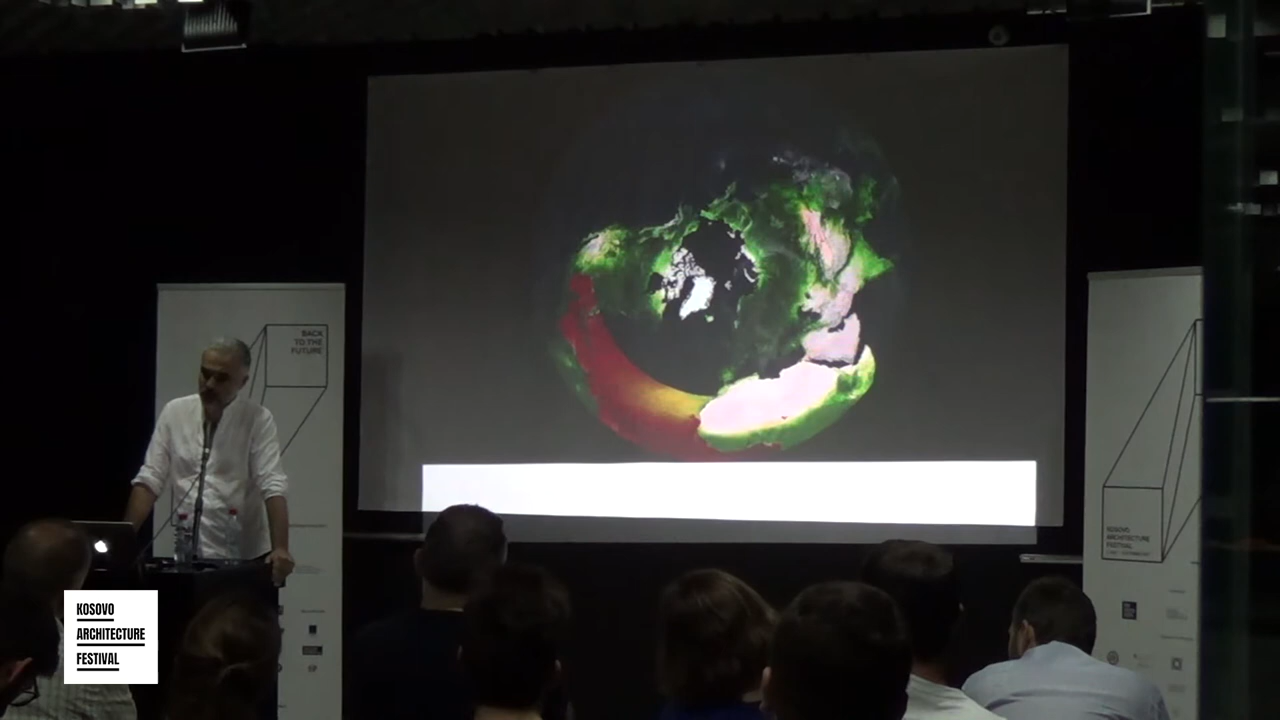 BACK
TO THE
FUTURE
KOSOVO
ARCHITECTURE
FESTIVAL
KOSOVO
ARCHITECTURE
FESTIVAL